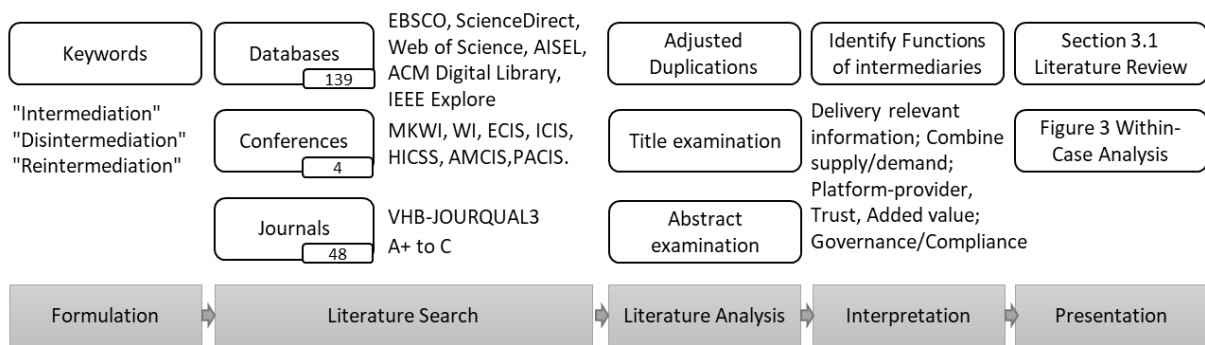 Keywords
"Intermediation"
"Disintermediation"
"Reintermediation"
Databases
139
EBSCO, ScienceDirect,
Web of Science, AISEL,
ACM Digital Library,
IEEE Explore
Conferences
4
MKWI, WI, ECIS, ICIS,
HICSS, AMCIS,PACIS.
Journals
48
VHB-JOURQUAL3
A+ to C
Adjusted
Duplications
Title examination
Abstract
examination
Identify Functions
of intermediaries
Delivery relevant
information; Combine
supply/demand;
Platform-provider,
Trust, Added value;
Governance/Compliance
Section 3.1
Literature Review
Figure 3 Within-
Case Analysis
Formulation
Literature Search
Literature Analysis
Interpretation
Presentation